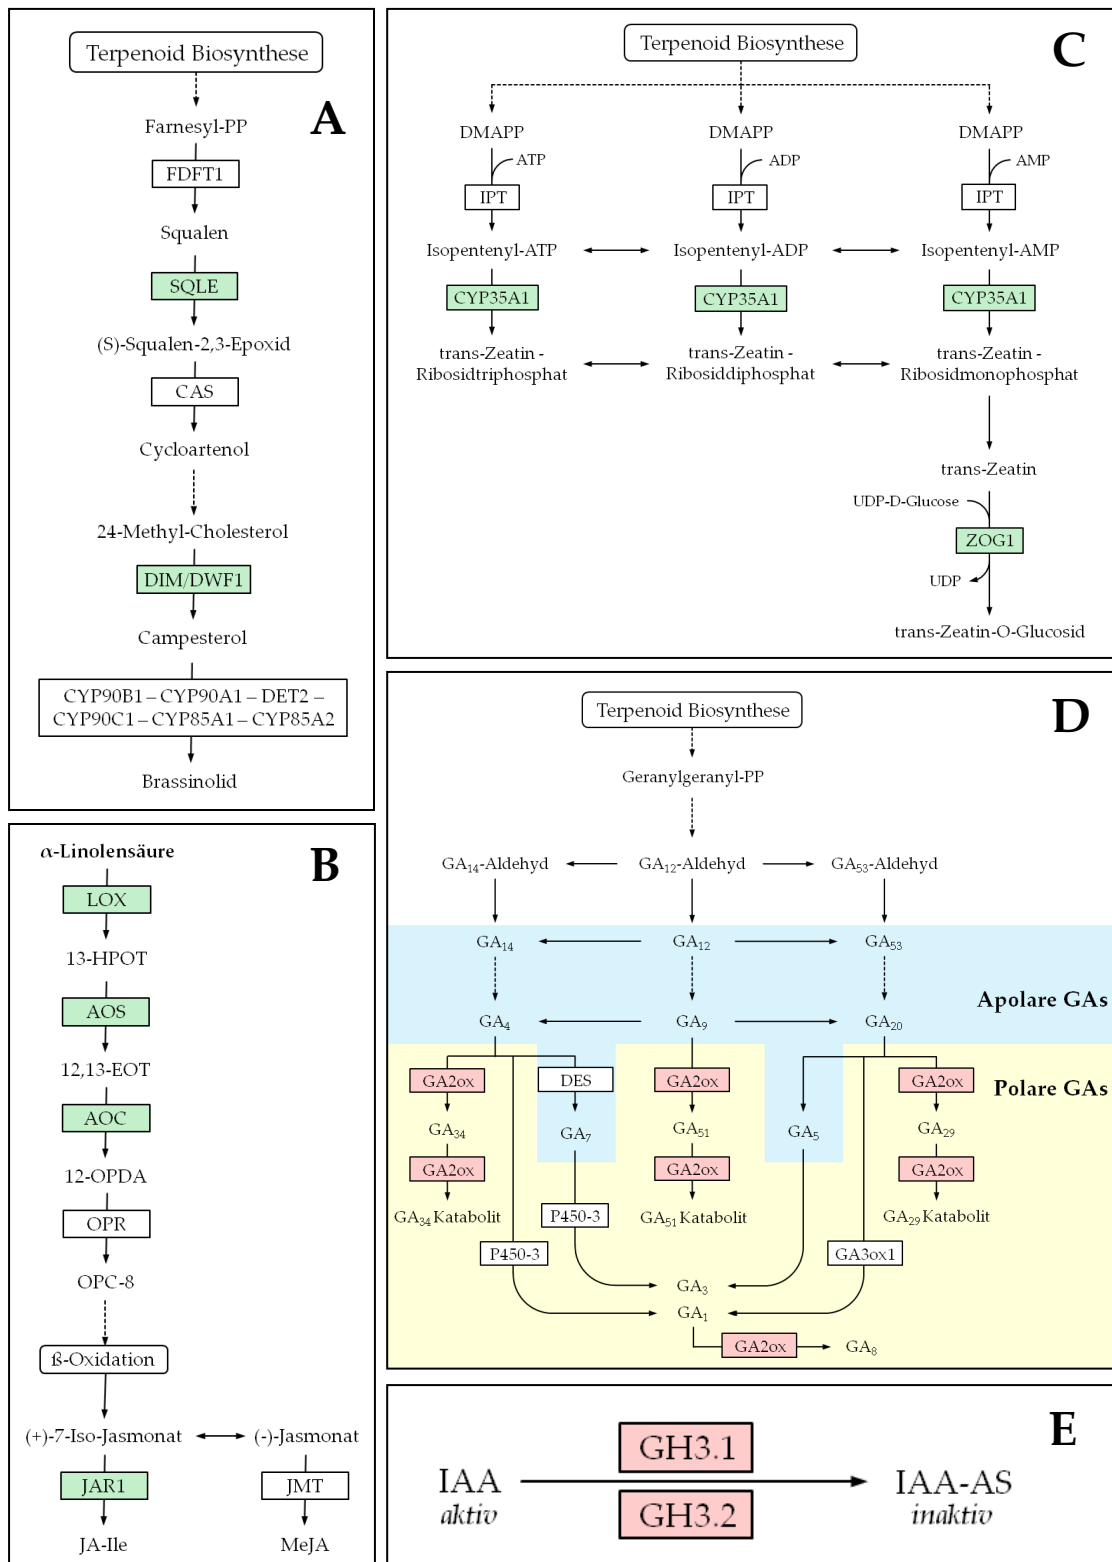 Terpenoid Biosynthese
A
Farnesyl-PP
FDFT1
Squalen
SQLE
(S)-Squalen-2,3-Epoxid
CAS
Cycloartenol
24-Methyl-Cholesterol
DIM/DWF1
Campesterol
CYP90B1 – CYP90A1 – DET2 –
CYP90C1 – CYP85A1 – CYP85A2
Brassinolid
α-Linolensäure
B
LOX
13-HPOT
AOS
12,13-EOT
AOC
12-OPDA
OPR
OPC-8
ß-Oxidation
(+)-7-Iso-Jasmonat (-)-Jasmonat
JAR1 JMT
JA-Ile MeJA
Terpenoid Biosynthese
C
DMAPP DMAPP DMAPP
ATP ADP AMP
IPT IPT IPT
Isopentenyl-ATP Isopentenyl-ADP Isopentenyl-AMP
CYP35A1 CYP35A1 CYP35A1
trans-Zeatin - trans-Zeatin - trans-Zeatin -
Ribosidtriphosphat Ribosiddiphosphat Ribosidmonophosphat
trans-Zeatin
UDP-D-Glucose
ZOG1
UDP
trans-Zeatin-O-Glucosid
Terpenoid Biosynthese
D
Geranylgeranyl-PP
GA14-Aldehyd GA12-Aldehyd GA53-Aldehyd
GA14 GA12 GA53
Apolare GAs
GA4 GA9 GA20
GA2ox DES GA2ox GA2ox
Polare GAs
GA34 GA7 GA51 GA5 GA29
GA2ox GA2ox GA2ox
GA34 Katabolit P450-3 GA51 Katabolit GA29 Katabolit
P450-3 GA3ox1
GA3
GA1
GA2ox GA8
E
GH3.1
IAA IAA-AS
aktiv inaktiv
GH3.2